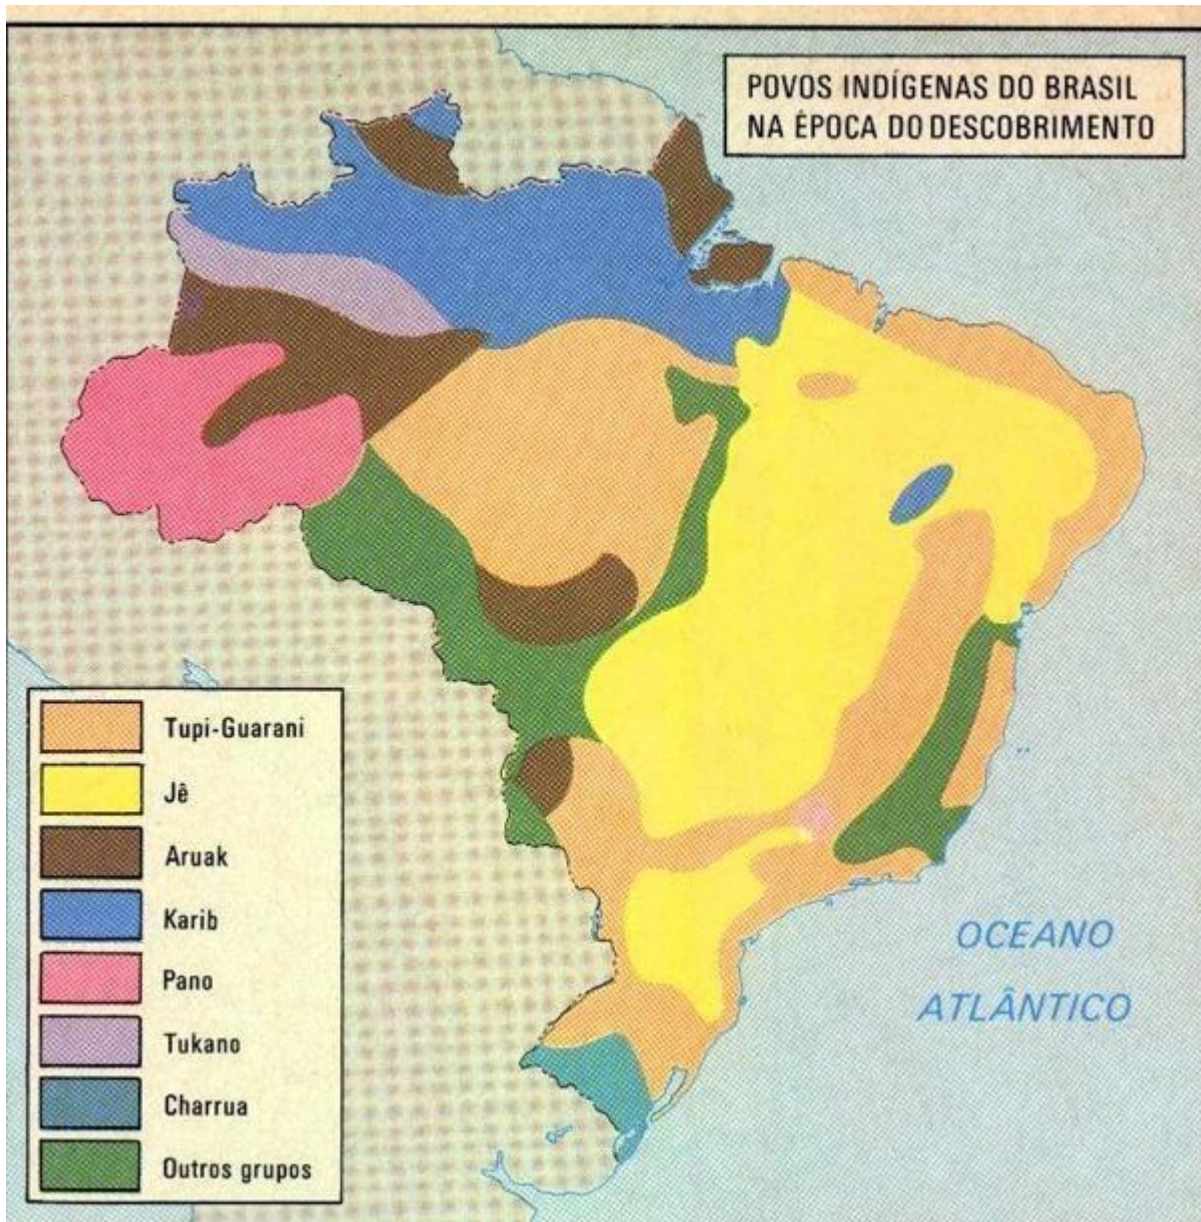 POVOS INDÍGENAS DO BRASIL
NA ÉPOCA DO DESCOBRIMENTO
Tupi-Guarani
Jê
Aruak
Karib
Pano
Tukano
Charrua
Outros grupos
OCEANO
ATLÂNTICO